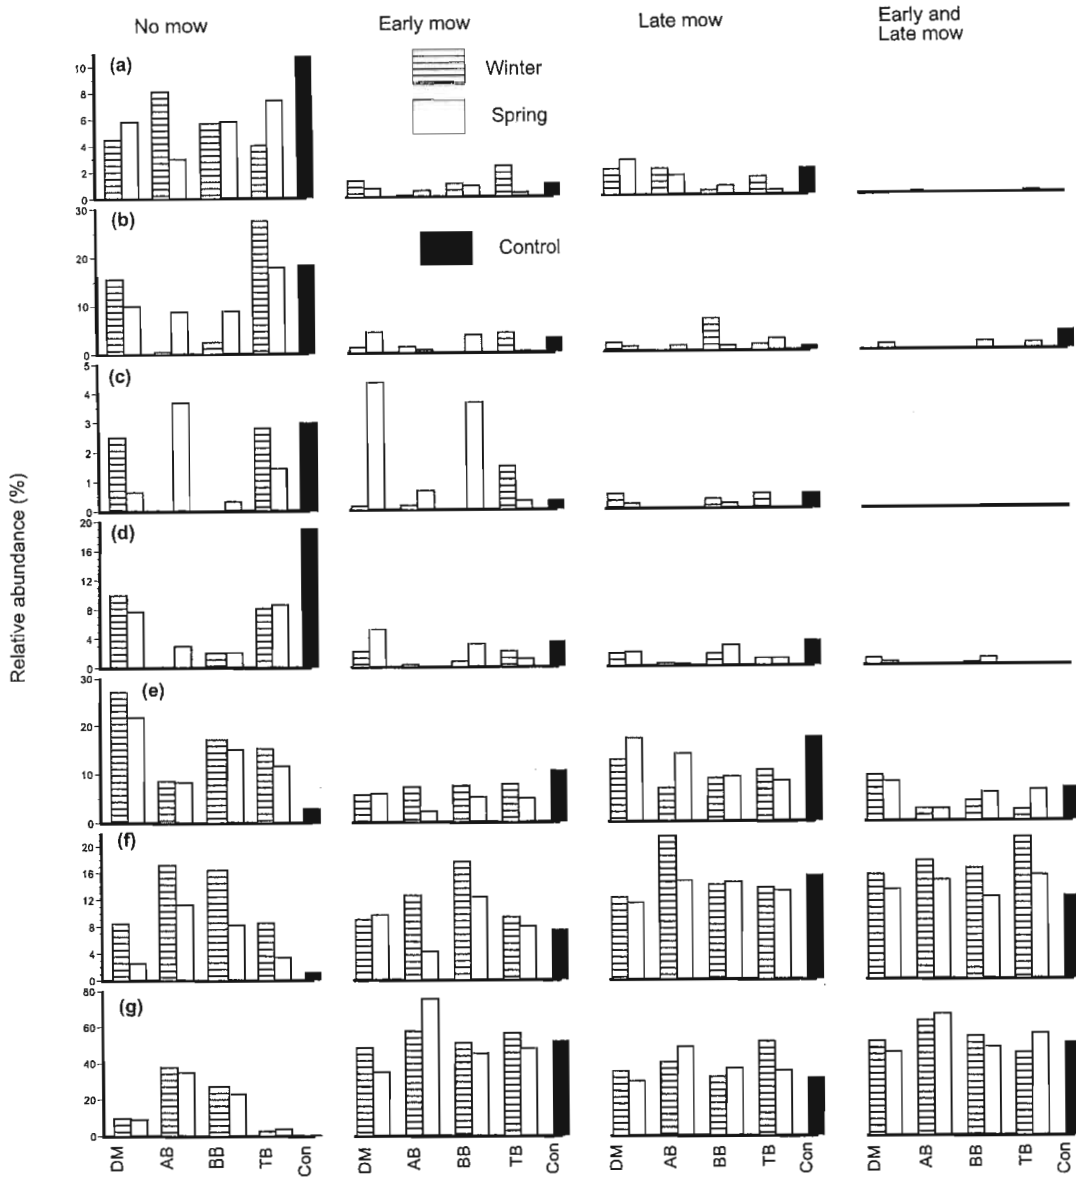 No mow
Early mow
Late mow
Early and
Late mow
Winter
Spring
Control
Relative abundance (%)
(a)
10
8
6
4
2
0
(b)
30
20
10
0
(c)
5
4
3
2
1
0
(d)
20
16
12
8
4
0
(e)
30
20
10
0
(f)
20
16
12
8
4
0
(g)
80
60
40
20
0
DM AB BB TB Con DM AB BB TB Con DM AB BB TB Con DM AB BB TB Con